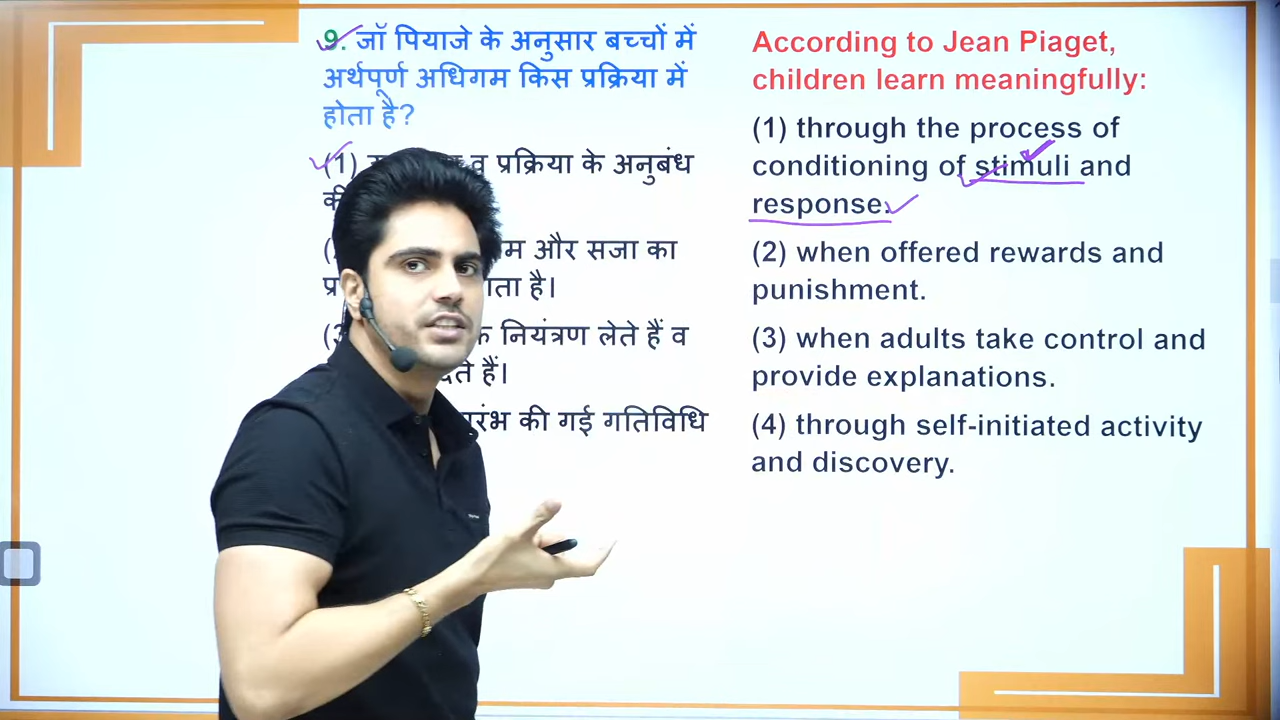 9. जॉ पियाजे के अनुसार बच्चों में
अर्थपूर्ण अधिगम किस प्रक्रिया में
होता है?
(1) व प्रक्रिया के अनुबंध
और सजा का
है।
नियंत्रण लेते हैं व
हैं।
की गई गतिविधि
According to Jean Piaget,
children learn meaningfully:
(1) through the process of
conditioning of stimuli and
response.
(2) when offered rewards and
punishment.
(3) when adults take control and
provide explanations.
(4) through self-initiated activity
and discovery.